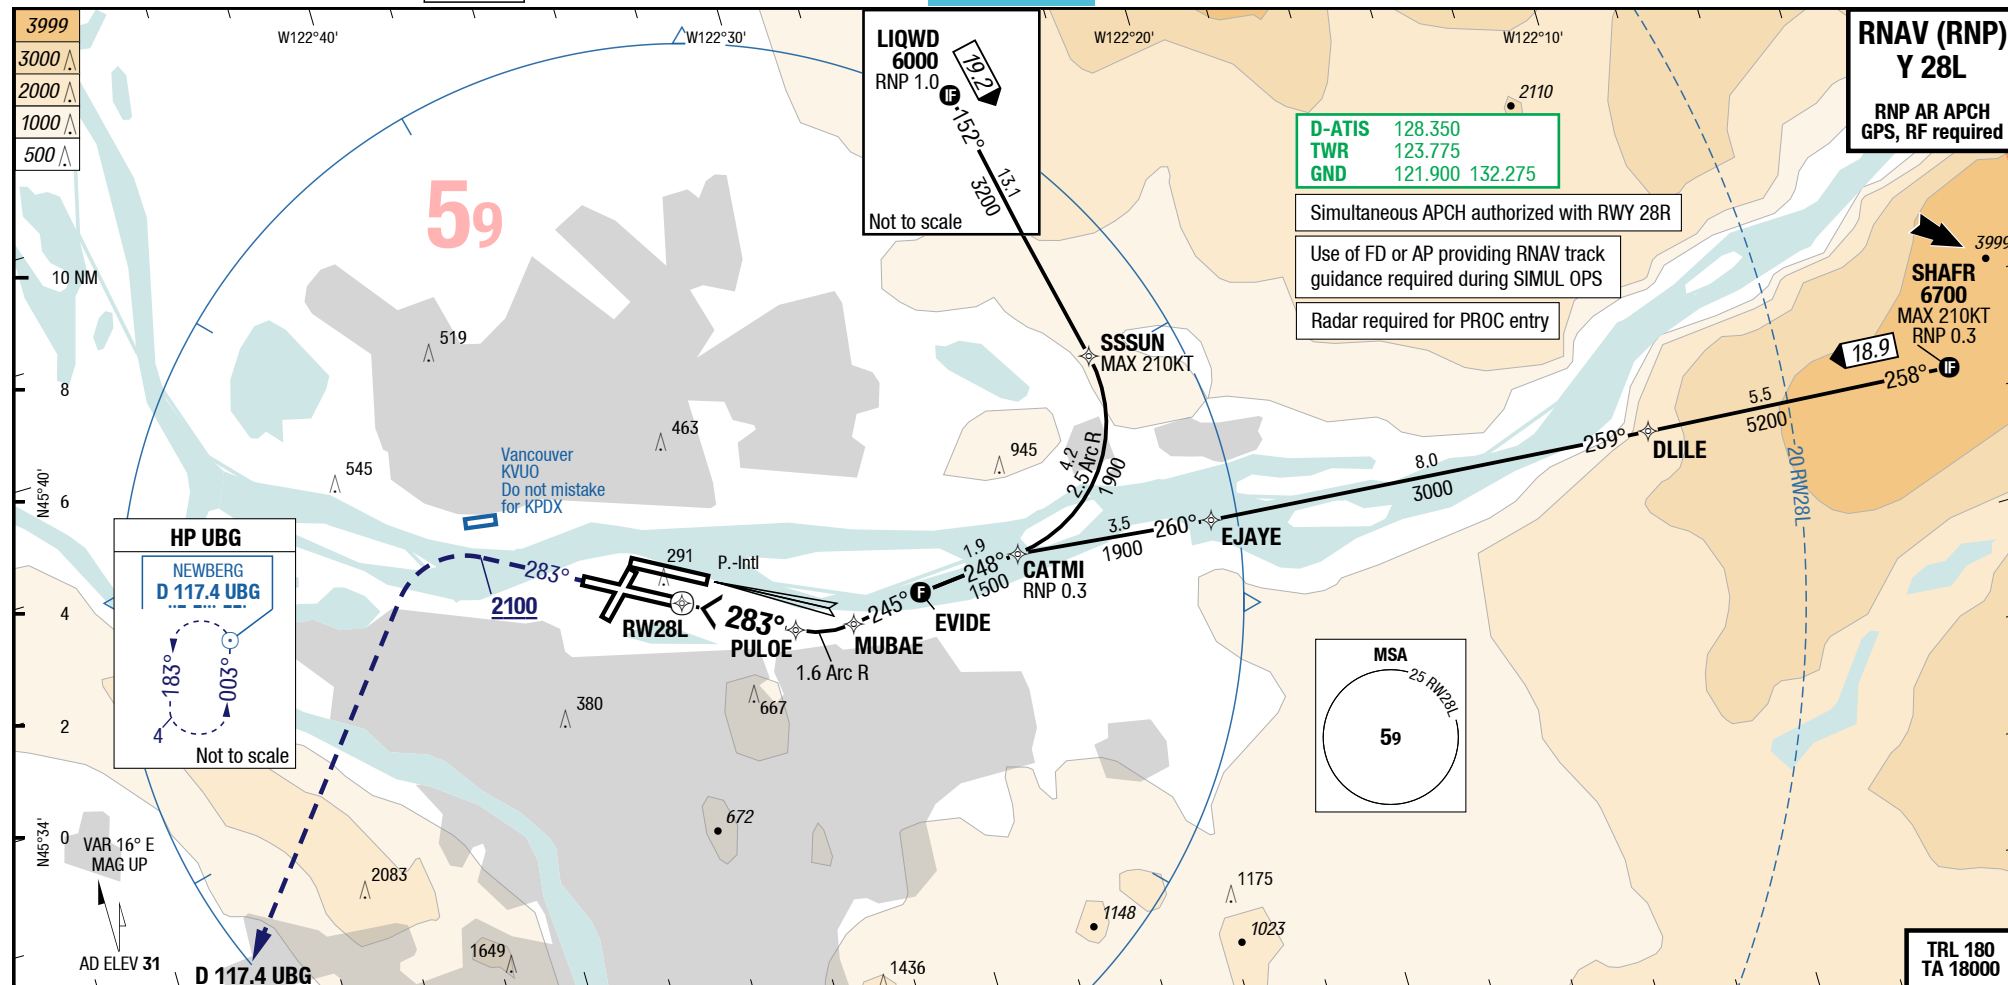 3999
3000
2000
1000
500
W122°40'
W122°30'
W122°20'
W122°10'
RNAV (RNP)
Y 28L
RNP AR APCH
GPS, RF required
LIQWD
6000
RNP 1.0
IF
19.2
152°
13.1
3200
Not to scale
2110
D-ATIS 128.350
TWR 123.775
GND 121.900 132.275
Simultaneous APCH authorized with RWY 28R
Use of FD or AP providing RNAV track
guidance required during SIMUL OPS
Radar required for PROC entry
59
3999
SHAFR
6700
MAX 210KT
RNP 0.3
18.9
258°
IF
5.5
5200
20 RW28L
10 NM
8
6
4
2
0
N45°40'
N45°34'
519
463
545
SSSUN
MAX 210KT
945
4.2
2.5 Arc R
1900
259°
DLILE
8.0
3000
Vancouver
KVUO
Do not mistake
for KPDX
EJAYE
260°
3.5
1900
CATMI
RNP 0.3
1.9
248°
1500
F
EVIDE
245°
MUBAE
1.6 Arc R
PULOE
283°
RW28L
291
P.-Intl
283°
2100
HP UBG
NEWBERG
D 117.4 UBG
183°
003°
4
Not to scale
380
667
672
MSA
25 RW28L
59
VAR 16° E
MAG UP
AD ELEV 31
2083
1649
1436
1148
1175
1023
D 117.4 UBG
TRL 180
TA 18000